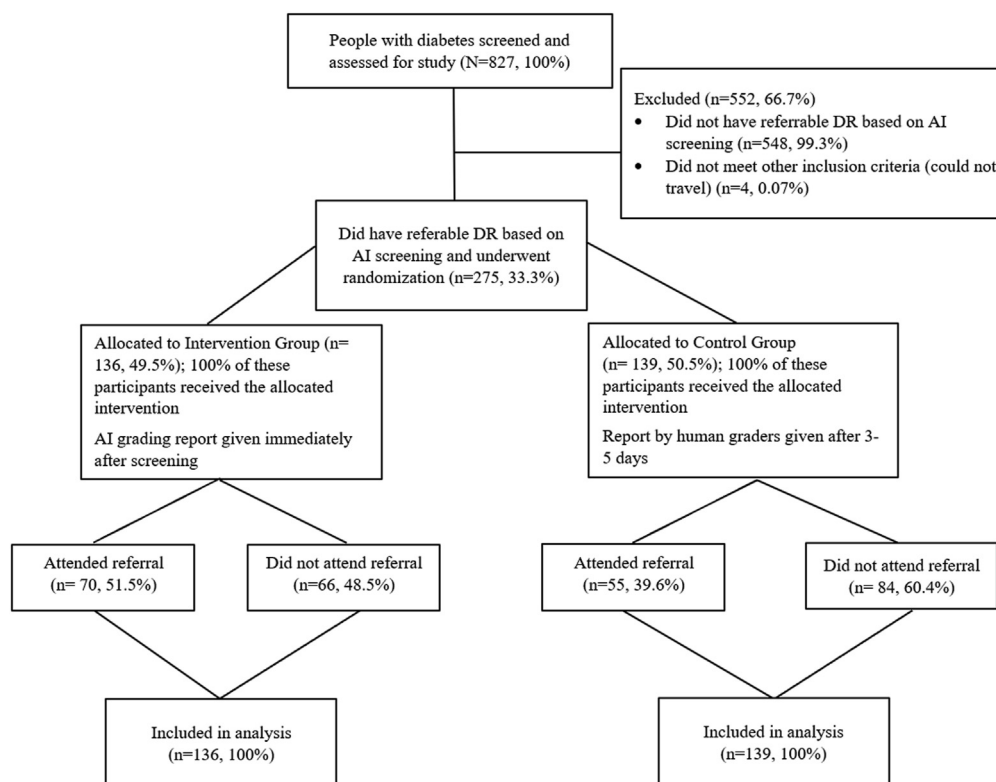 People with diabetes screened and
assessed for study (N=827, 100%)
Excluded (n=552, 66.7%)
• Did not have referrable DR based on AI
screening (n=548, 99.3%)
• Did not meet other inclusion criteria (could not
travel) (n=4, 0.07%)
Did have referable DR based on
AI screening and underwent
randomization (n=275, 33.3%)
Allocated to Intervention Group (n=
136, 49.5%); 100% of these
participants received the allocated
intervention
AI grading report given immediately
after screening
Allocated to Control Group
(n= 139, 50.5%); 100% of these
participants received the allocated
intervention
Report by human graders given after 3-
5 days
Attended referral
(n= 70, 51.5%)
Did not attend referral
(n=66, 48.5%)
Attended referral
(n=55, 39.6%)
Did not attend referral
(n= 84, 60.4%)
Included in analysis
(n=136, 100%)
Included in analysis
(n=139, 100%)